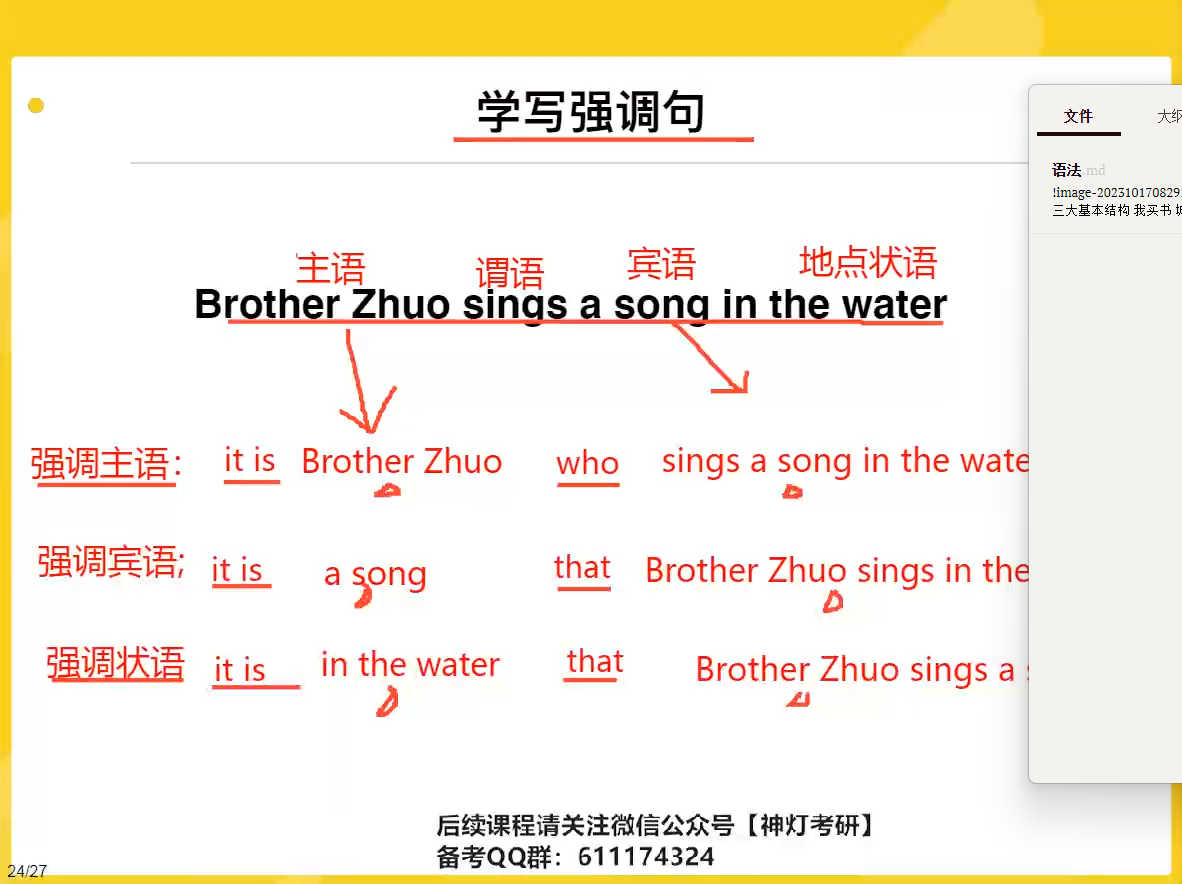 学写强调句
文件
大纲
语法.md
!image-202310170829
三大基本结构 我买书
主语 谓语 宾语 地点状语
Brother Zhuo sings a song in the water
强调主语: it is Brother Zhuo who sings a song in the wate
强调宾语; it is a song that Brother Zhuo sings in the
强调状语 it is in the water that Brother Zhuo sings a
后续课程请关注微信公众号【神灯考研】
备考QQ群：611174324
24/27